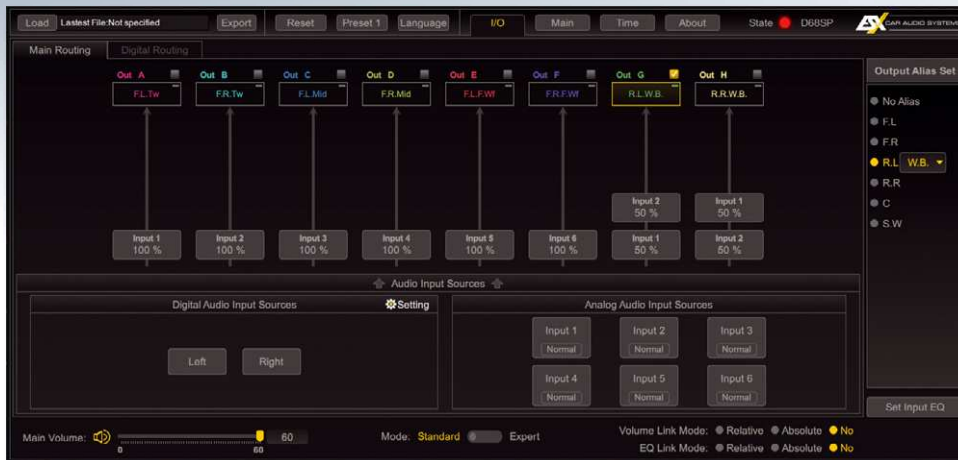 Load Lastest File:Not specified Export Reset Preset 1 Language I/O Main Time About State D68SP ESX CAR AUDIO SYSTEMS
Main Routing Digital Routing
Out A Out B Out C Out D Out E Out F Out G Out H
F.L.Tw F.R.Tw F.L.Mid F.R.Mid F.L.F.Wf F.R.F.Wf R.L.W.B. R.R.W.B.
Output Alias Set
No Alias
F.L
F.R
R.L W.B.
R.R
C
S.W
Input 2 Input 1
50 % 50 %
Input 1 Input 2 Input 3 Input 4 Input 5 Input 6 Input 1 Input 2
100 % 100 % 100 % 100 % 100 % 100 % 50 % 50 %
Audio Input Sources
Digital Audio Input Sources Setting Analog Audio Input Sources
Left Right
Input 1 Input 2 Input 3
Normal Normal Normal
Input 4 Input 5 Input 6
Normal Normal Normal
Set Input EQ
Main Volume: 60 Mode: Standard Expert Volume Link Mode: Relative Absolute No
0 60 EQ Link Mode: Relative Absolute No